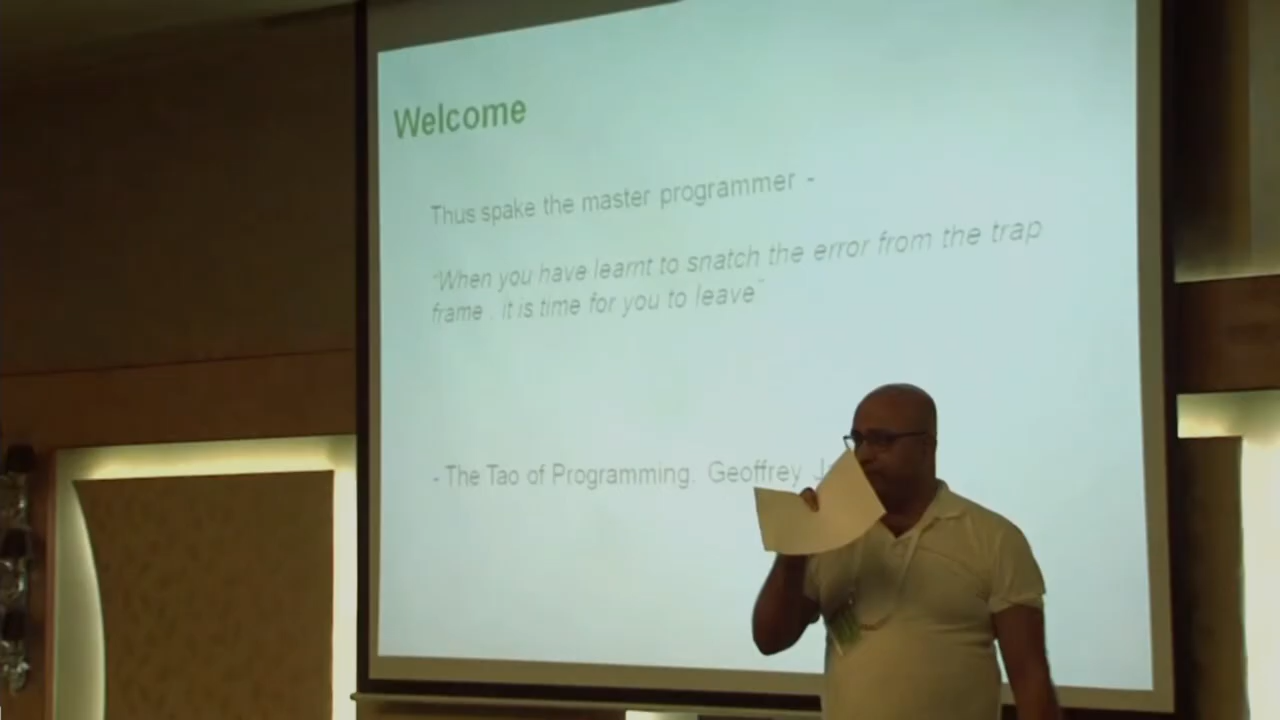 Welcome
Thus spake the master programmer -
"When you have learnt to snatch the error from the trap
frame , it is time for you to leave"
- The Tao of Programming. Geoffrey